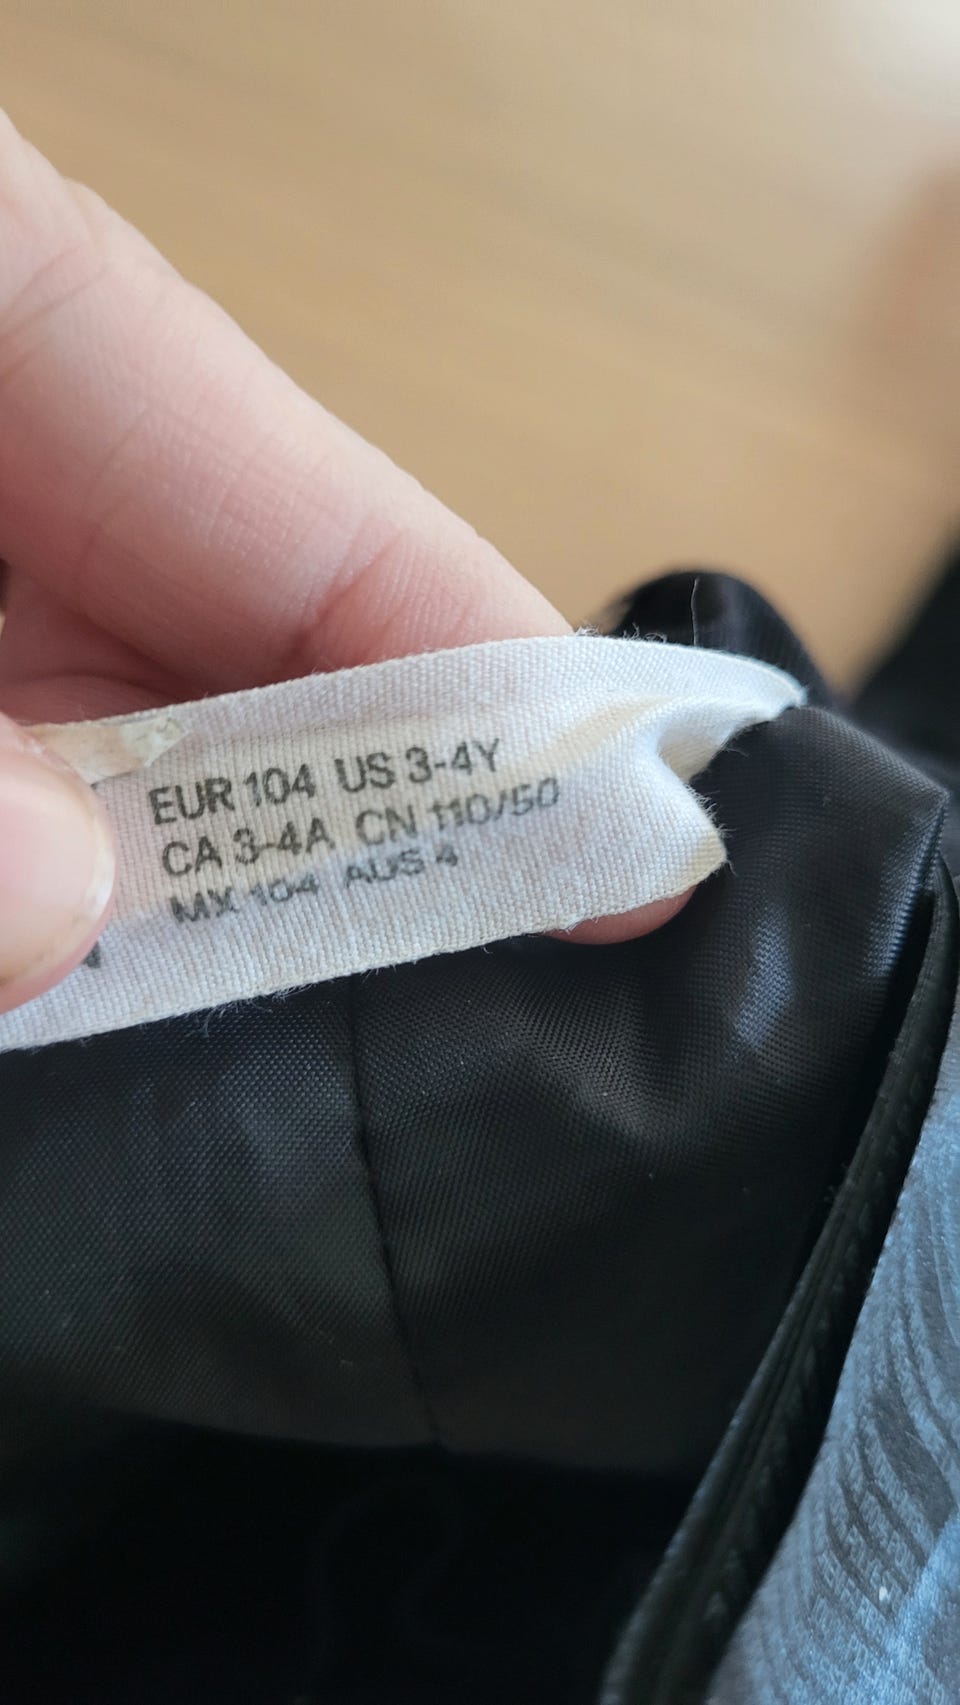 EUR 104 US 3-4Y
CA 3-4A CN 110/50
MX 104 AUS 4